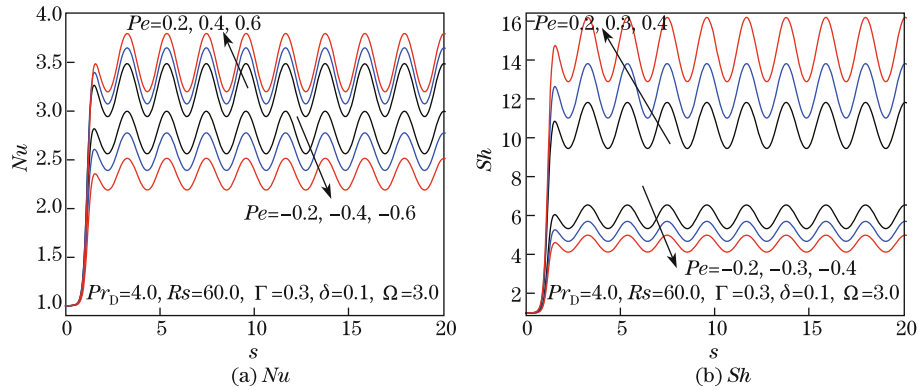 Pe=0.2, 0.4, 0.6
4.0
3.5
3.0
2.5
2.0
1.5
1.0
Nu
Pe=−0.2, −0.4, −0.6
Pr_D=4.0, Rs=60.0, Γ=0.3, δ=0.1, Ω=3.0
0 5 10 15 20
s
(a) Nu
Pe=0.2, 0.3, 0.4
16
14
12
10
8
6
4
2
Sh
Pe=−0.2, −0.3, −0.4
Pr_D=4.0, Rs=60.0, Γ=0.3, δ=0.1, Ω=3.0
0 5 10 15 20
s
(b) Sh